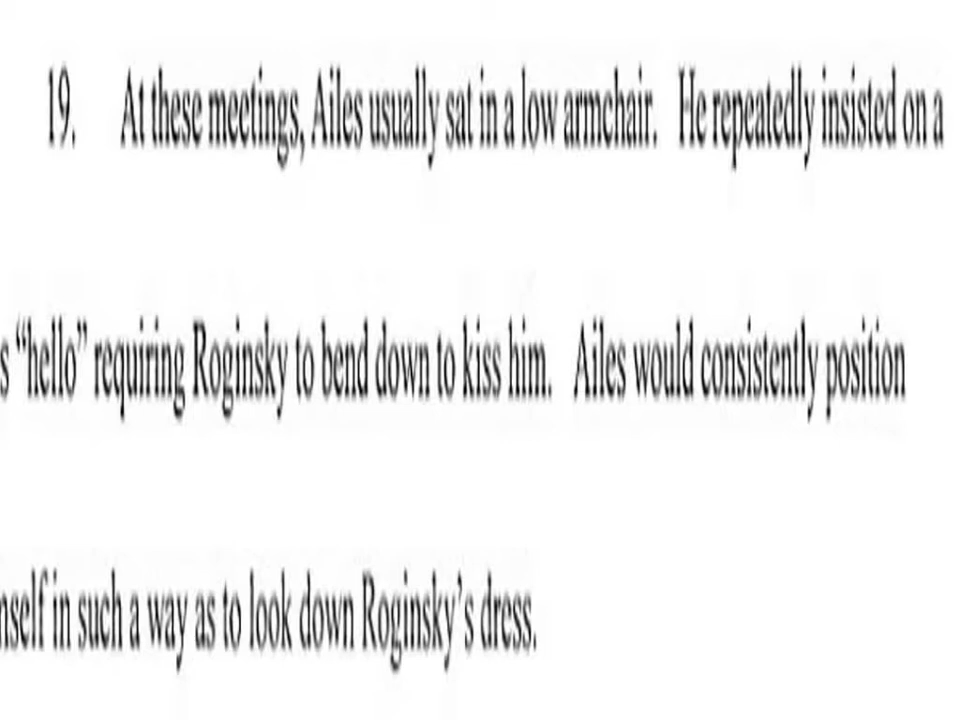 19. At these meetings, Ailes usually sat in a low armchair. He repeatedly insisted on a
s “hello” requiring Roginsky to bend down to kiss him. Ailes would consistently position
nself in such a way as to look down Roginsky’s dress.